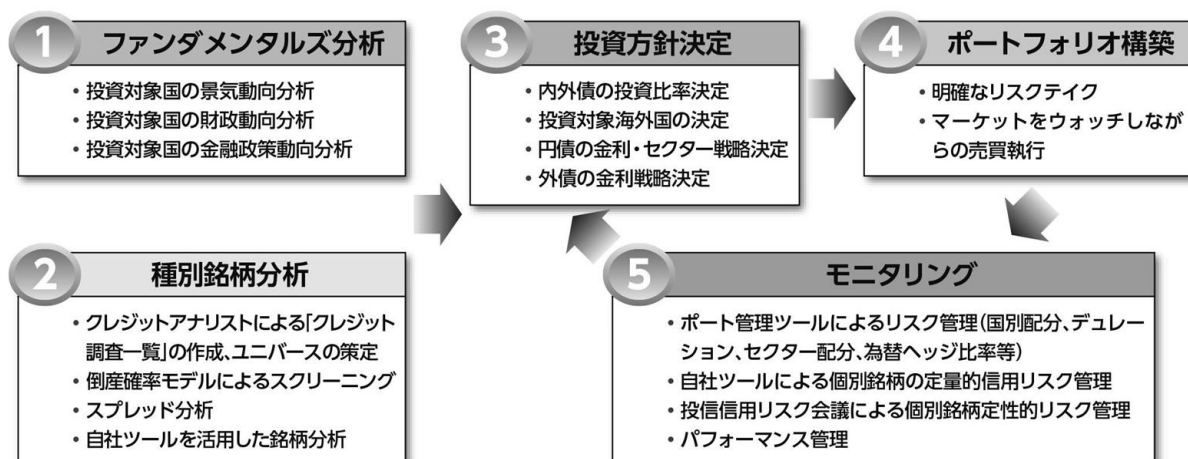 1 ファンダメンタルズ分析
・投資対象国の景気動向分析
・投資対象国の財政動向分析
・投資対象国の金融政策動向分析
2 種別銘柄分析
・クレジットアナリストによる「クレジット
調査一覧」の作成、ユニバースの策定
・倒産確率モデルによるスクリーニング
・スプレッド分析
・自社ツールを活用した銘柄分析
3 投資方針決定
・内外債の投資比率決定
・投資対象海外国の決定
・円債の金利・セクター戦略決定
・外債の金利戦略決定
4 ポートフォリオ構築
・明確なリスクテイク
・マーケットをウォッチしなが
らの売買執行
5 モニタリング
・ポート管理ツールによるリスク管理(国別配分、デュレー
ション、セクター配分、為替ヘッジ比率等)
・自社ツールによる個別銘柄の定量的信用リスク管理
・投信信用リスク会議による個別銘柄定性的リスク管理
・パフォーマンス管理